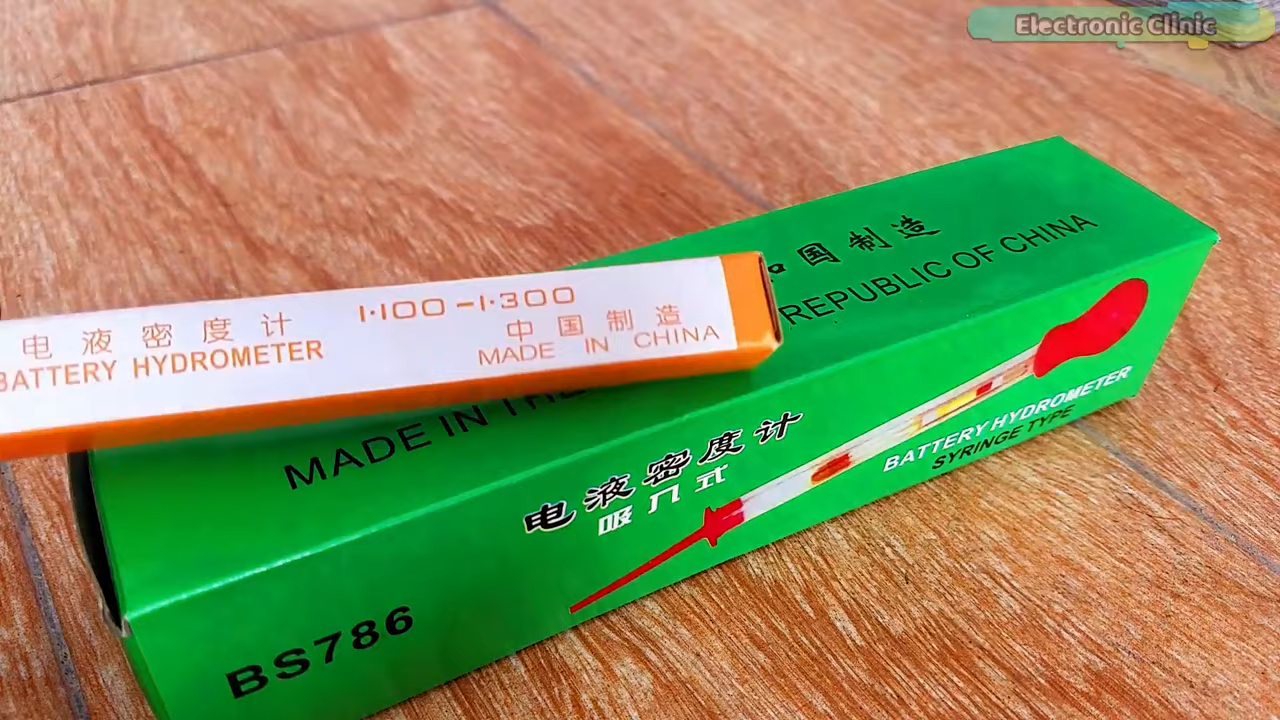 Electronic Clinic
电液密度计
BATTERY HYDROMETER
1·100-1·300
中国制造
MADE IN CHINA
和国制造
MADE IN THE
REPUBLIC OF CHINA
电液密度计
吸入式
BATTERY HYDROMETER
SYRINGE TYPE
BS786